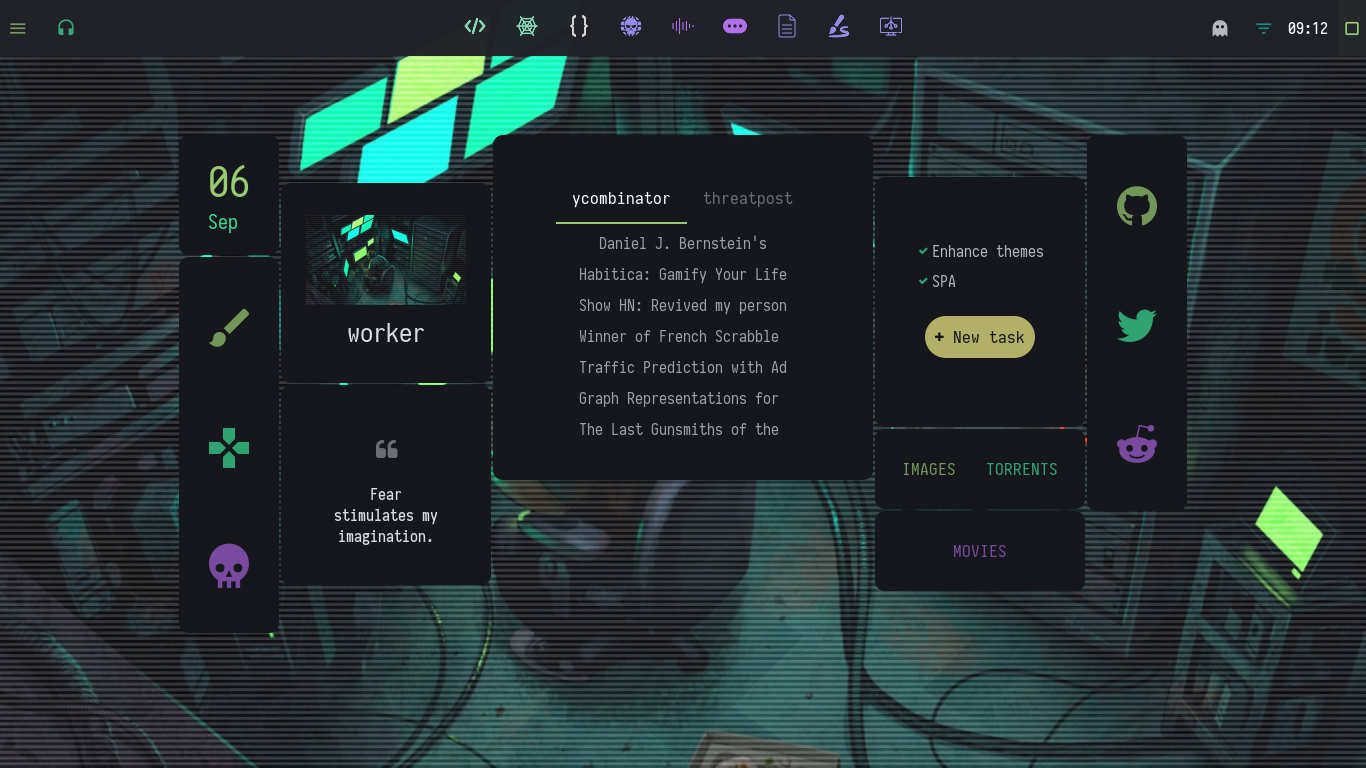 09:12
06
Sep
worker
Fear
stimulates my
imagination.
ycombinator threatpost
Daniel J. Bernstein's
Habitica: Gamify Your Life
Show HN: Revived my person
Winner of French Scrabble
Traffic Prediction with Ad
Graph Representations for
The Last Gunsmiths of the
Enhance themes
SPA
+ New task
IMAGES TORRENTS
MOVIES